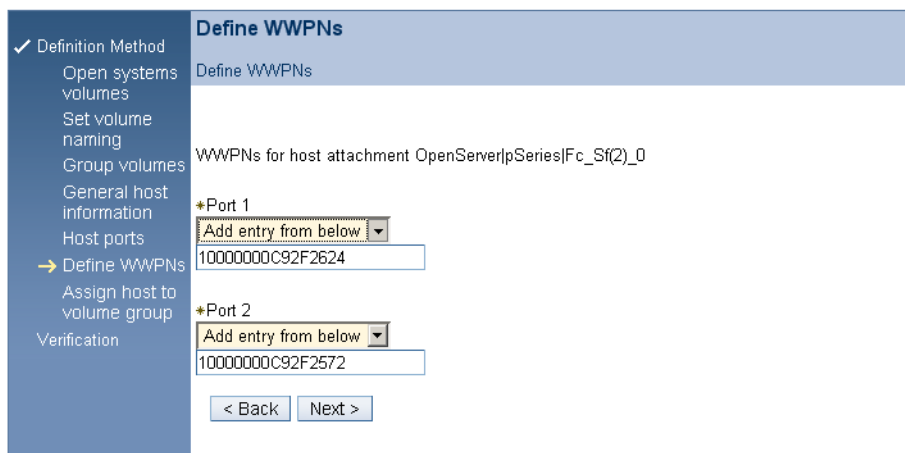 Definition Method
Open systems
volumes
Set volume
naming
Group volumes
General host
information
Host ports
Define WWPNs
Assign host to
volume group
Verification
Define WWPNs
Define WWPNs
WWPNs for host attachment OpenServer|pSeries|Fc_Sf(2)_0
*Port 1
Add entry from below
10000000C92F2624
*Port 2
Add entry from below
10000000C92F2572
< Back
Next >